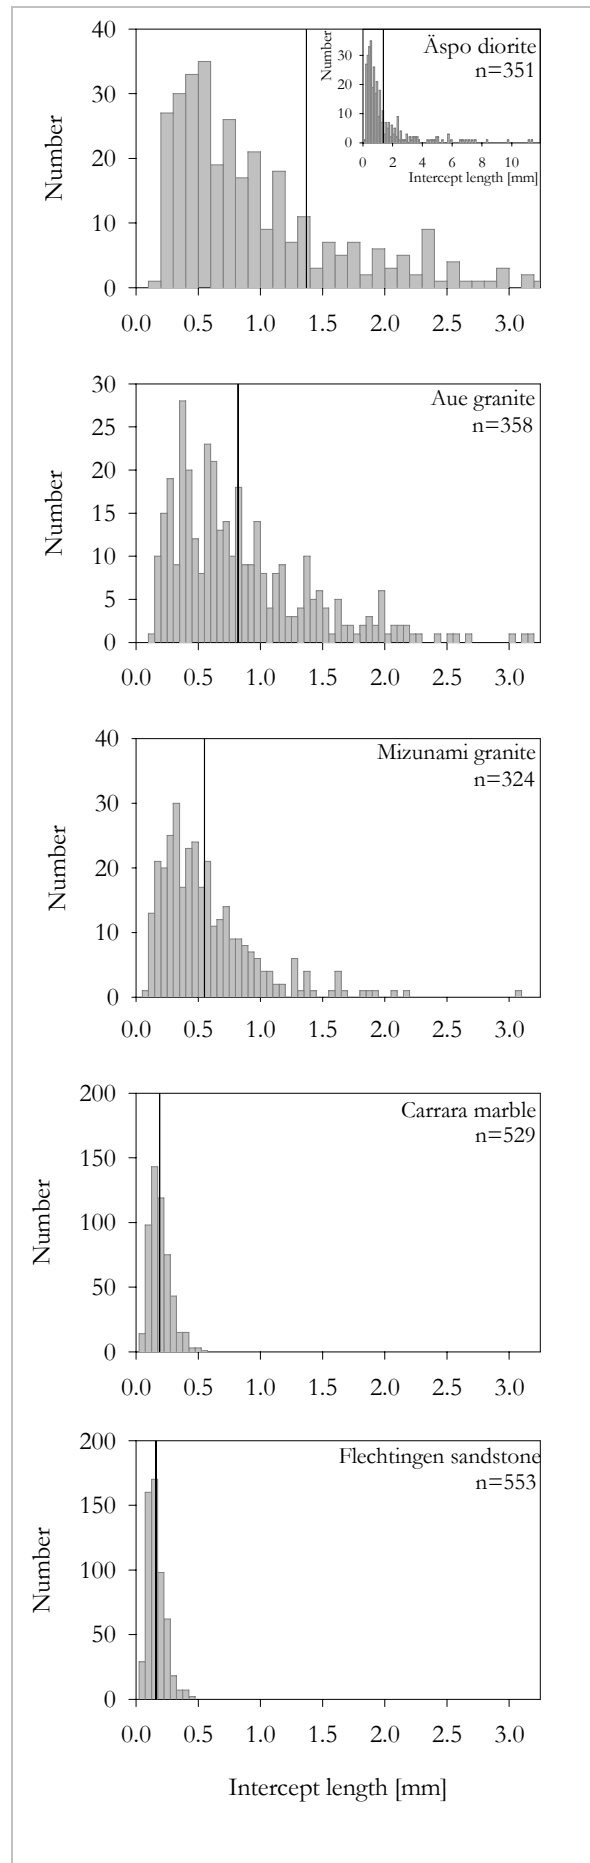 40
30
20
10
0
Number
0.0 0.5 1.0 1.5 2.0 2.5 3.0
Äspo diorite
n=351
30
20
10
0
Number
0 2 4 6 8 10
Intercept length [mm]
30
25
20
15
10
5
0
Number
0.0 0.5 1.0 1.5 2.0 2.5 3.0
Aue granite
n=358
40
30
20
10
0
Number
0.0 0.5 1.0 1.5 2.0 2.5 3.0
Mizunami granite
n=324
200
150
100
50
0
Number
0.0 0.5 1.0 1.5 2.0 2.5 3.0
Carrara marble
n=529
200
150
100
50
0
Number
0.0 0.5 1.0 1.5 2.0 2.5 3.0
Flechtingen sandstone
n=553
Intercept length [mm]